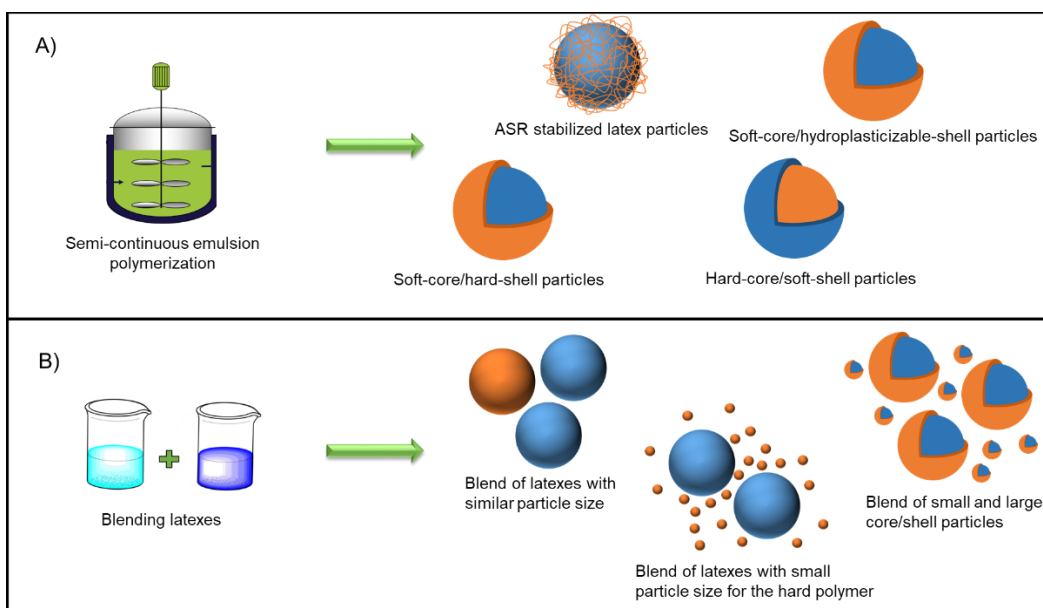 A)
Semi-continuous emulsion
polymerization
ASR stabilized latex particles
Soft-core/hydroplasticizable-shell particles
Soft-core/hard-shell particles
Hard-core/soft-shell particles
B)
Blending latexes
Blend of latexes with
similar particle size
Blend of latexes with small
particle size for the hard polymer
Blend of small and large
core/shell particles